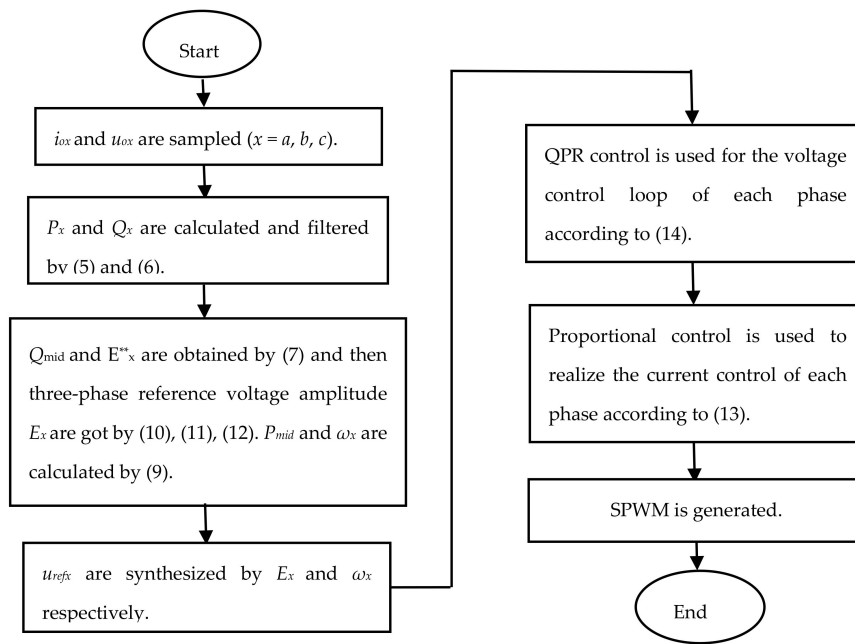 Start
iox and uox are sampled (x = a, b, c).
Px and Qx are calculated and filtered
by (5) and (6).
Qmid and E**x are obtained by (7) and then
three-phase reference voltage amplitude
Ex are got by (10), (11), (12). Pmid and ωx are
calculated by (9).
urefx are synthesized by Ex and ωx
respectively.
QPR control is used for the voltage
control loop of each phase
according to (14).
Proportional control is used to
realize the current control of each
phase according to (13).
SPWM is generated.
End